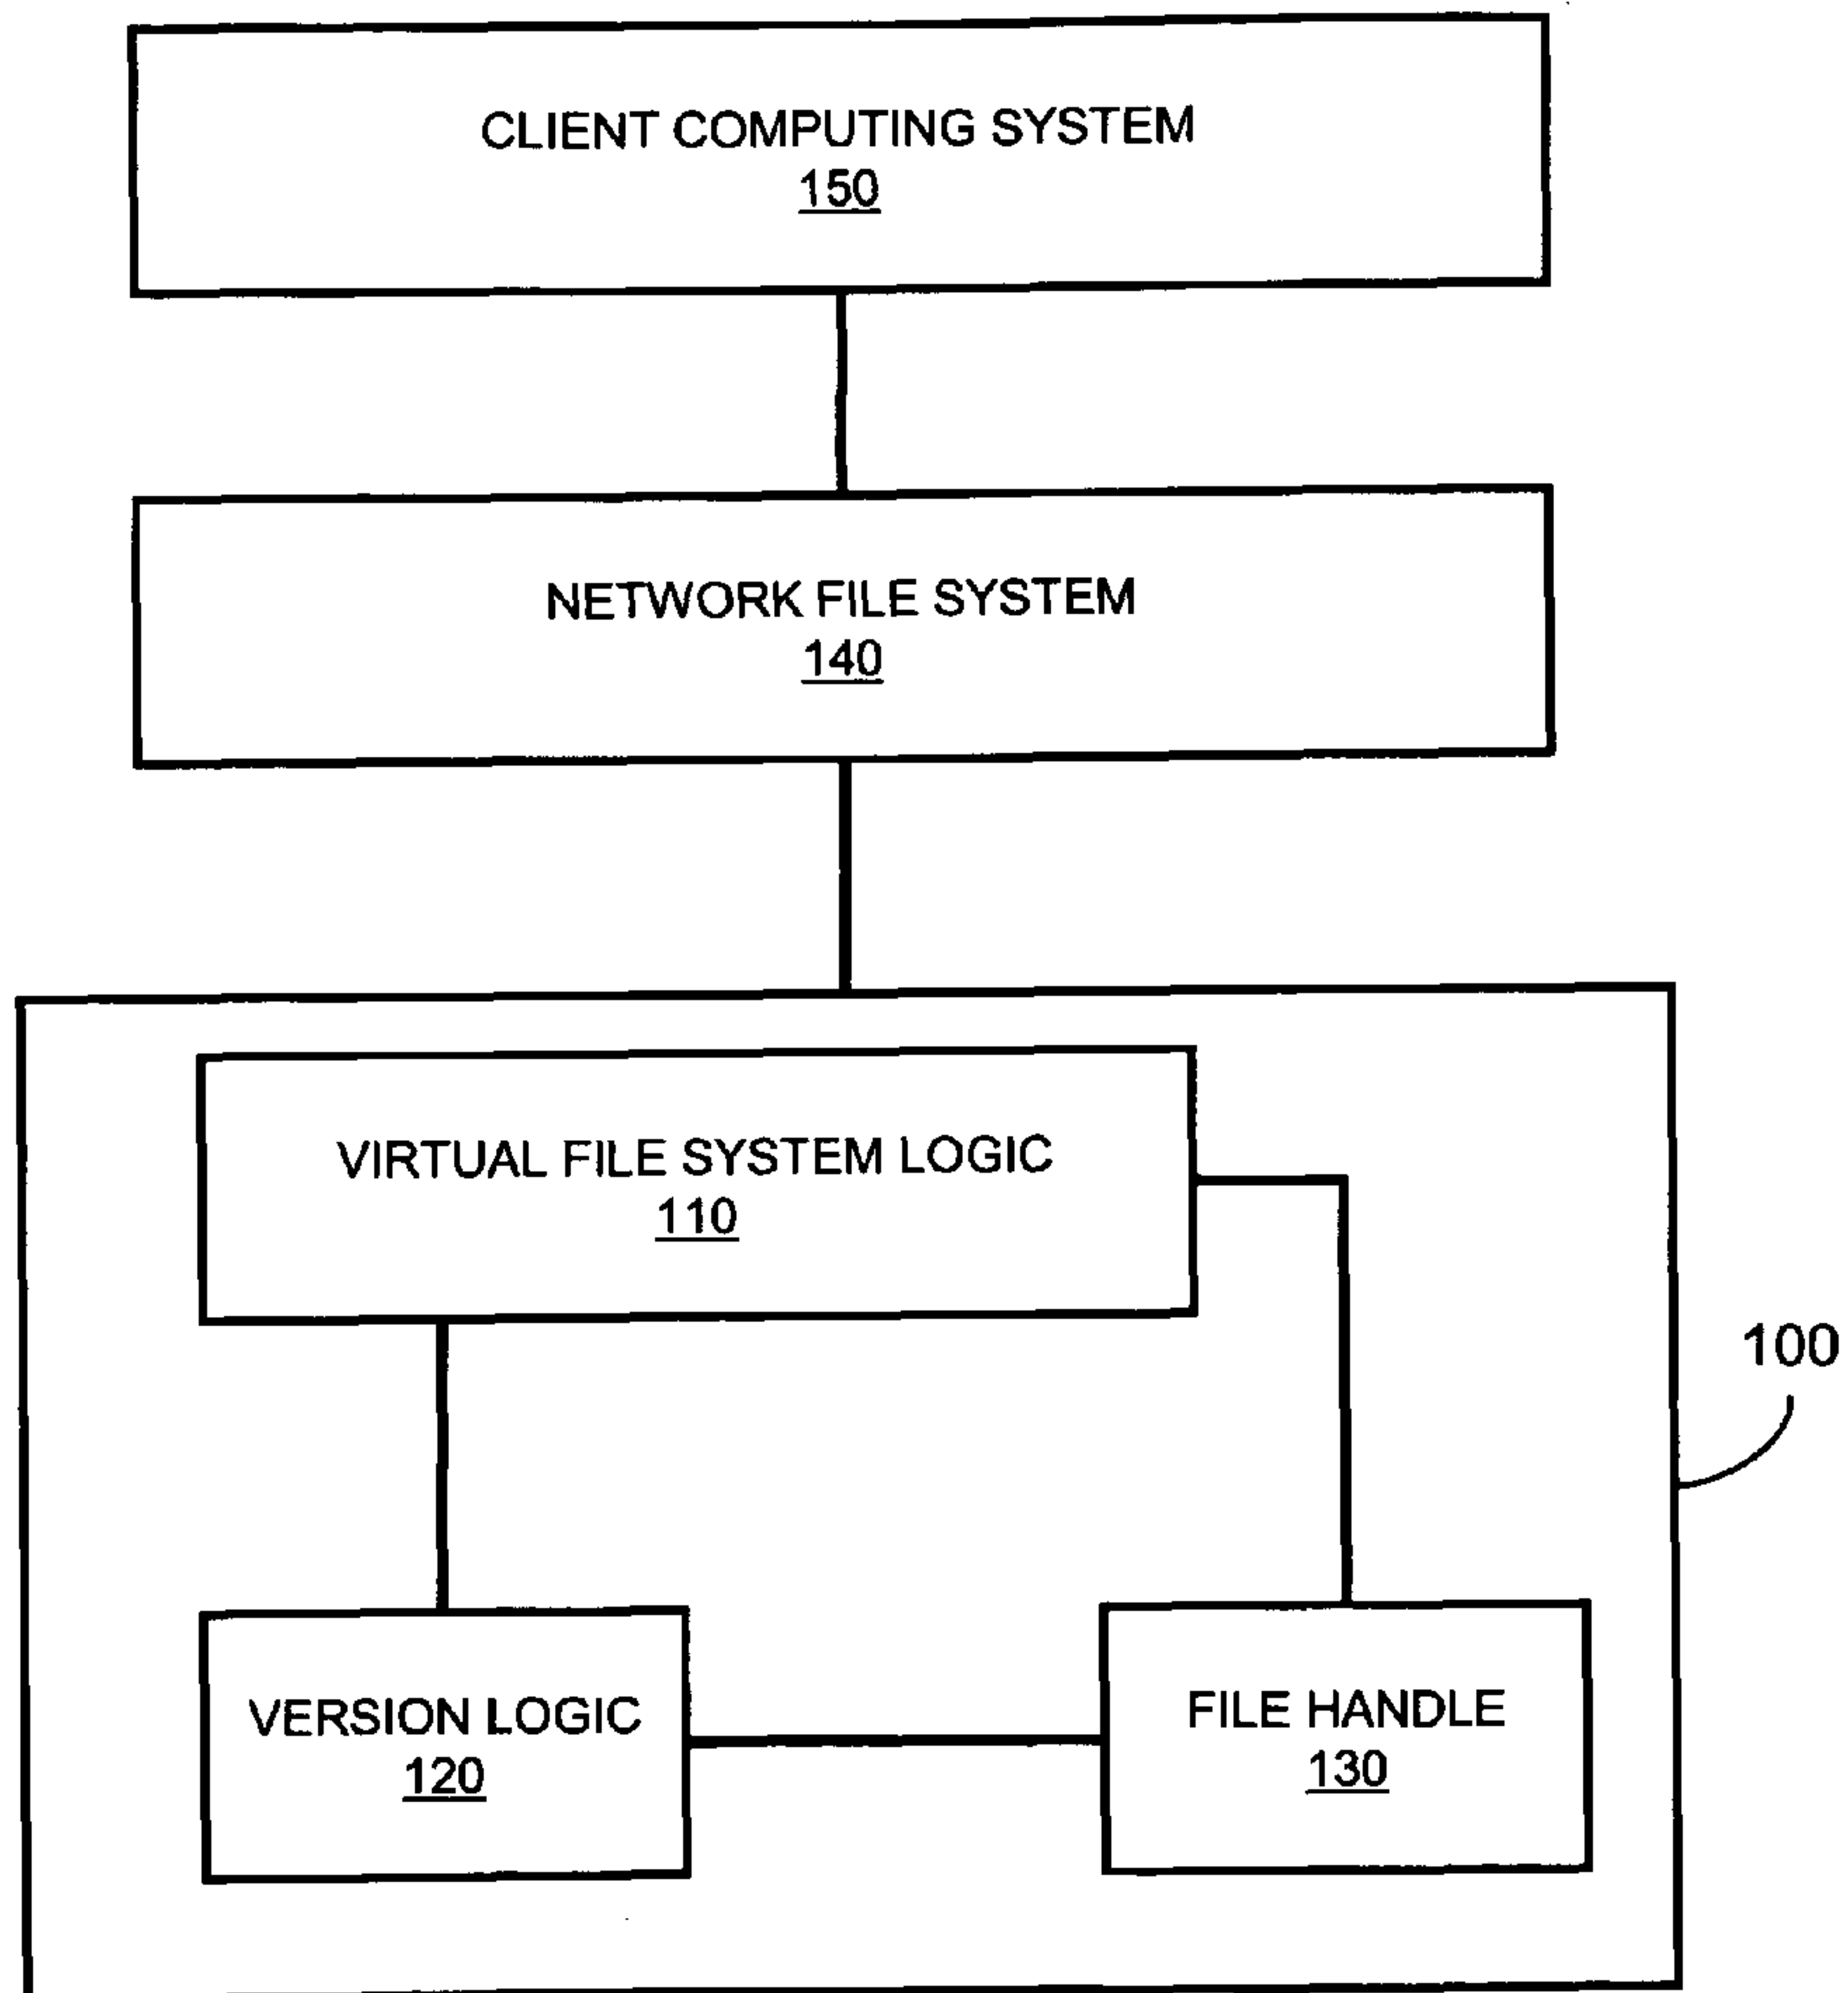 CLIENT COMPUTING SYSTEM
150
NETWORK FILE SYSTEM
140
VIRTUAL FILE SYSTEM LOGIC
110
100
VERSION LOGIC
120
FILE HANDLE
130